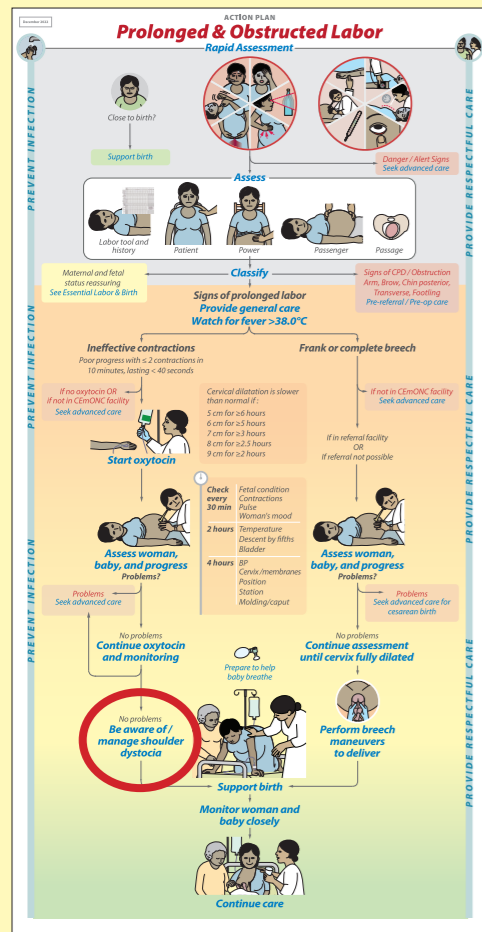 November 2023
ACTION PLAN
Prolonged & Obstructed Labor
Rapid Assessment
PREVENT INFECTION
PROVIDE RESPECTFUL CARE
Close to birth?
Support birth
Danger / Alert Signs
Seek advanced care
Assess
Labor tool and
history
Patient
Power
Passenger
Passage
Maternal and fetal
status reassuring
See Essential Labor & Birth
Classify
Signs of CPD / Obstruction
Arm, Brow, Chin posterior,
Transverse, Footling
Pre-referral / Pre-op care
Signs of prolonged labor
Provide general care
Watch for fever >38.0°C
PREVENT INFECTION
PROVIDE RESPECTFUL CARE
Ineffective contractions
Poor progress with ≤ 2 contractions in
10 minutes, lasting < 40 seconds
Frank or complete breech
If no oxytocin OR
if not in CEmONC facility
Seek advanced care
Cervical dilatation is slower
than normal if :
5 cm for ≥6 hours
6 cm for ≥5 hours
7 cm for ≥3 hours
8 cm for ≥2.5 hours
9 cm for ≥2 hours
If not in CEmONC facility
Seek advanced care
If in referral facility
OR
If referral not possible
Start oxytocin
Check
every
30 min
Fetal condition
Contractions
Pulse
Woman's mood
2 hours
Temperature
Descent by fifths
Bladder
4 hours
BP
Cervix/membranes
Position
Station
Molding/caput
Assess woman,
baby, and progress
Problems?
Assess woman,
baby, and progress
Problems?
PREVENT INFECTION
PROVIDE RESPECTFUL CARE
Problems
Seek advanced care
Problems
Seek advanced care for
cesarean birth
No problems
Continue oxytocin
and monitoring
Prepare to help
baby breathe
No problems
Continue assessment
until cervix fully dilated
No problems
Be aware of /
manage shoulder
dystocia
Perform breech
maneuvers
to deliver
Support birth
Monitor woman and
baby closely
Continue care